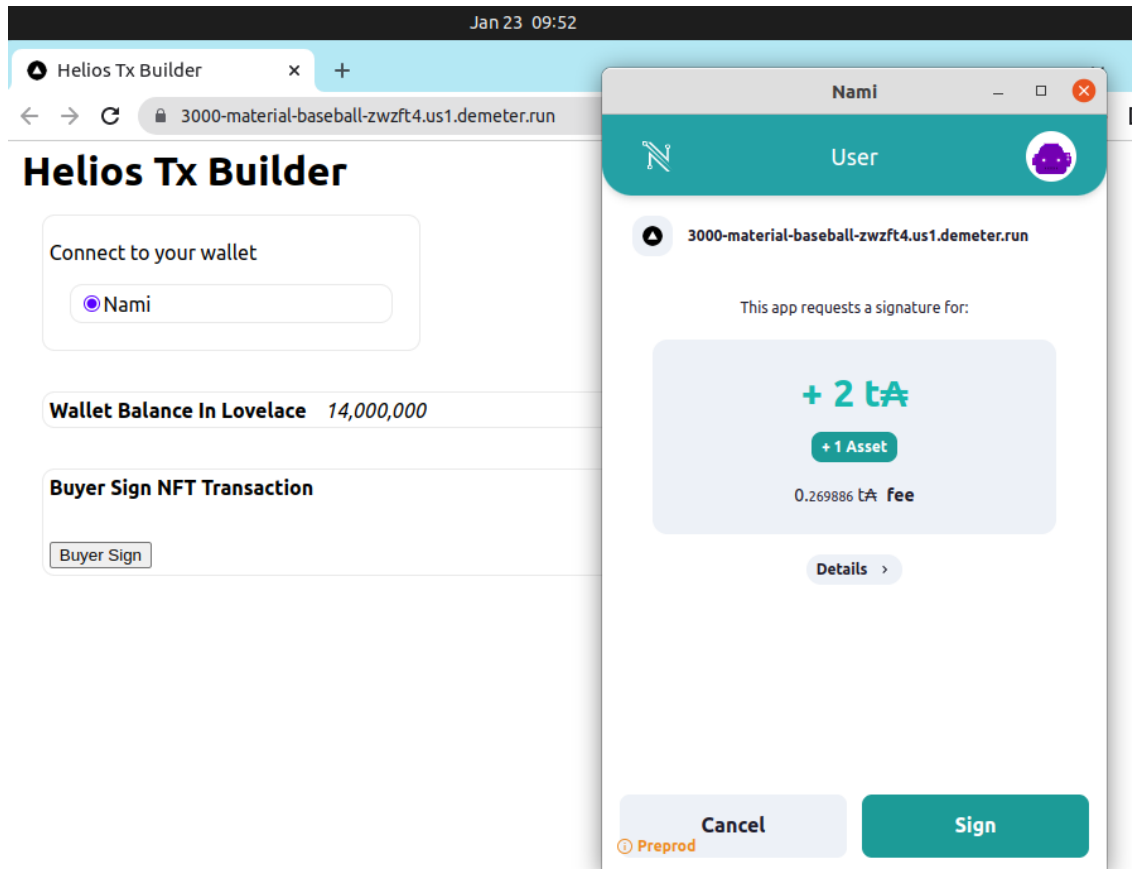 Jan 23 09:52
Helios Tx Builder
3000-material-baseball-zwzft4.us1.demeter.run
Helios Tx Builder
Connect to your wallet
Nami
Wallet Balance In Lovelace 14,000,000
Buyer Sign NFT Transaction
Buyer Sign
Nami
User
3000-material-baseball-zwzft4.us1.demeter.run
This app requests a signature for:
+ 2 t₳
+ 1 Asset
0.269886 t₳ fee
Details
Cancel
Sign
Preprod